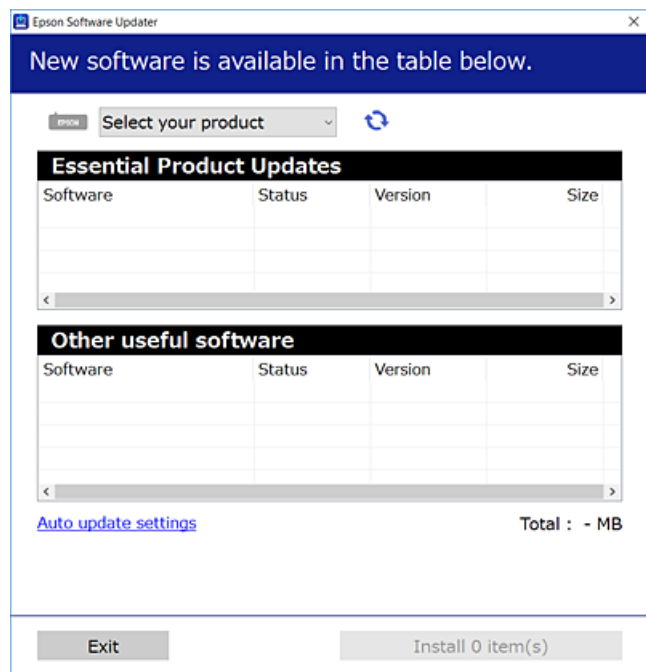 Epson Software Updater
New software is available in the table below.
EPSON Select your product
Essential Product Updates
Software Status Version Size
Other useful software
Software Status Version Size
Auto update settings Total : - MB
Exit Install 0 item(s)